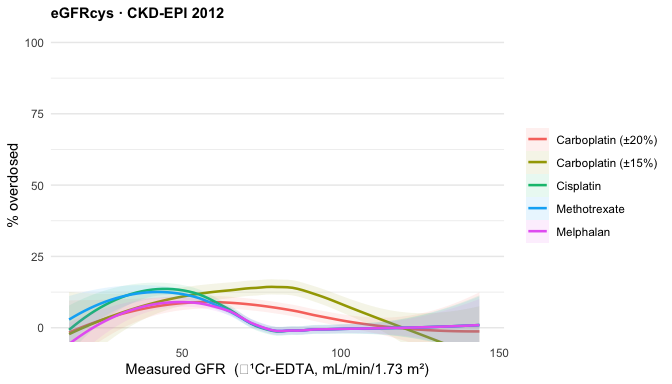 eGFRcys · CKD-EPI 2012
100
75
50
25
0
% overdosed
50
100
150
Measured GFR (□¹Cr-EDTA, mL/min/1.73 m²)
Carboplatin (±20%)
Carboplatin (±15%)
Cisplatin
Methotrexate
Melphalan